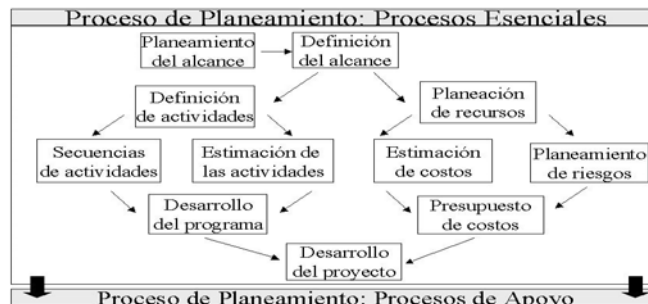 Proceso de Planeamiento: Procesos Esenciales
Planeamiento
del alcance
Definición
del alcance
Definición
de actividades
Planeación
de recursos
Secuencias
de actividades
Estimación de
las actividades
Estimación
de costos
Planeamiento
de riesgos
Desarrollo
del programa
Presupuesto
de costos
Desarrollo
del proyecto
Proceso de Planeamiento: Procesos de Apoyo